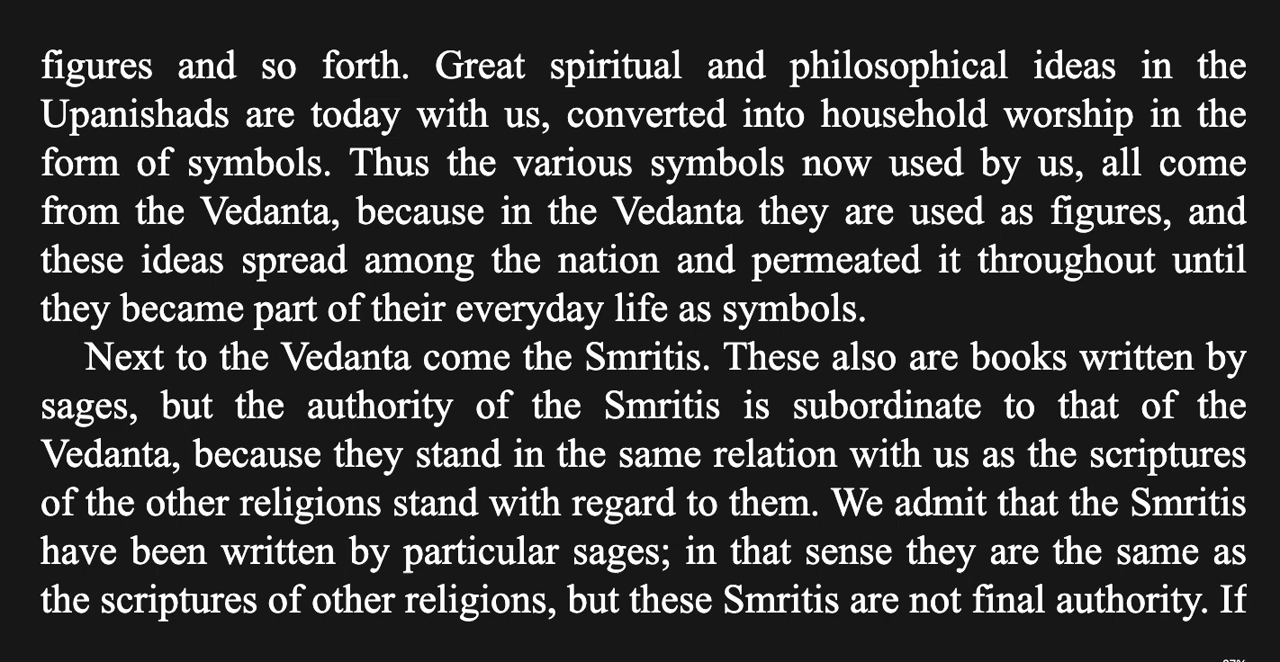 figures and so forth. Great spiritual and philosophical ideas in the
Upanishads are today with us, converted into household worship in the
form of symbols. Thus the various symbols now used by us, all come
from the Vedanta, because in the Vedanta they are used as figures, and
these ideas spread among the nation and permeated it throughout until
they became part of their everyday life as symbols.
Next to the Vedanta come the Smritis. These also are books written by
sages, but the authority of the Smritis is subordinate to that of the
Vedanta, because they stand in the same relation with us as the scriptures
of the other religions stand with regard to them. We admit that the Smritis
have been written by particular sages; in that sense they are the same as
the scriptures of other religions, but these Smritis are not final authority. If